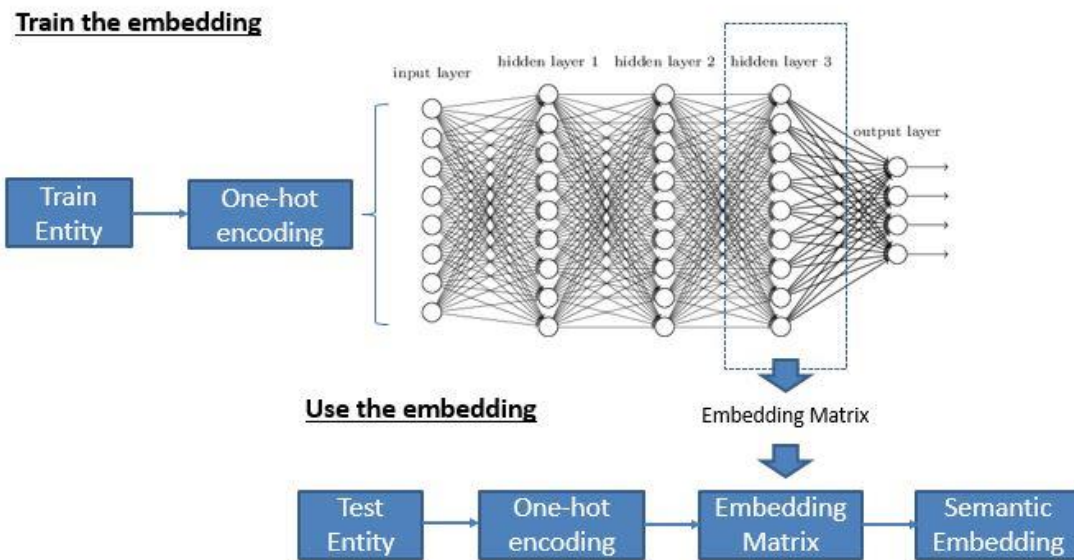 Train the embedding
input layer
hidden layer 1
hidden layer 2
hidden layer 3
output layer
Train
Entity
One-hot
encoding
Use the embedding
Embedding Matrix
Test
Entity
One-hot
encoding
Embedding
Matrix
Semantic
Embedding